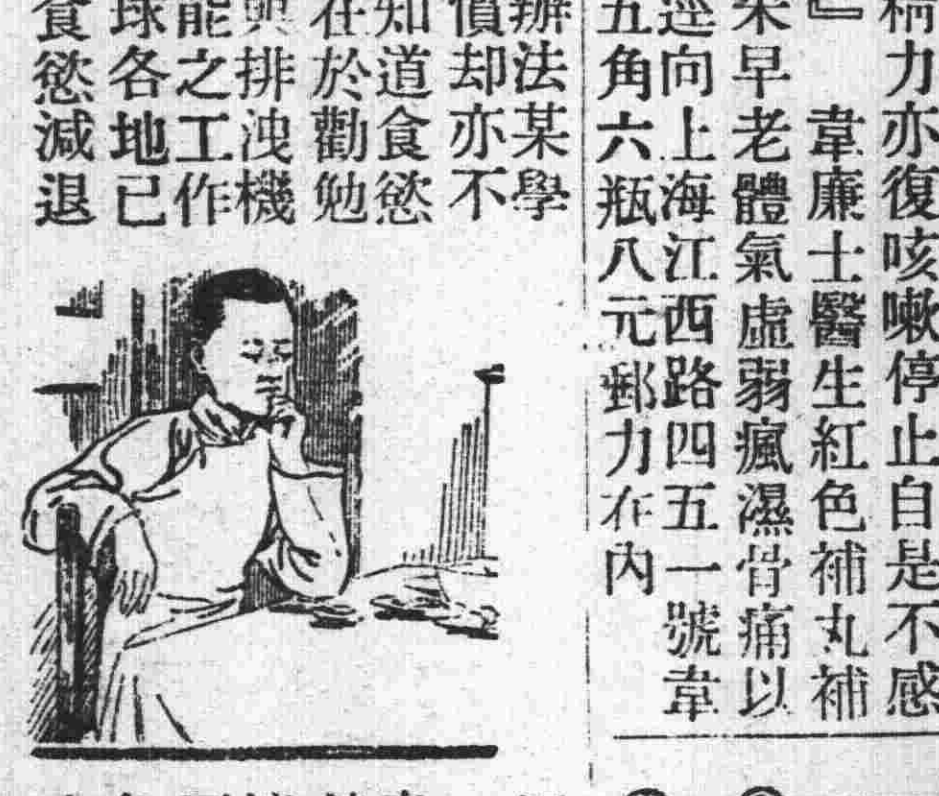 力亦復咳嗽停止自是不感
』　韋廉士醫生紅色補丸補
早老體氣虛弱瘋濕骨痛以
逕向上海江西路四五一號韋
五角六瓶八元郵力在內
辦法某學
價却亦不
知道食慾
在於勸勉
與排洩機
能之工作
球各地已
食慾減退